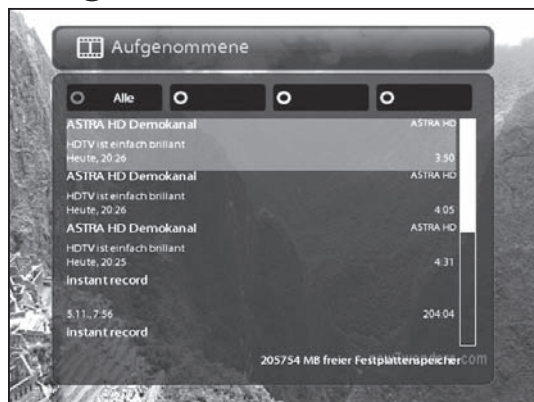 Aufgenommene
Alle
ASTRA HD Demokanal ASTRA HD
HDTV ist einfach brillant
Heute, 20:26 3:50
ASTRA HD Demokanal ASTRA HD
HDTV ist einfach brillant
Heute, 20:26 4:05
ASTRA HD Demokanal ASTRA HD
HDTV ist einfach brillant
Heute, 20:25 4:31
instant record
5.11., 7:56 204:04
instant record
205754 MB freier Festplattenspeicher